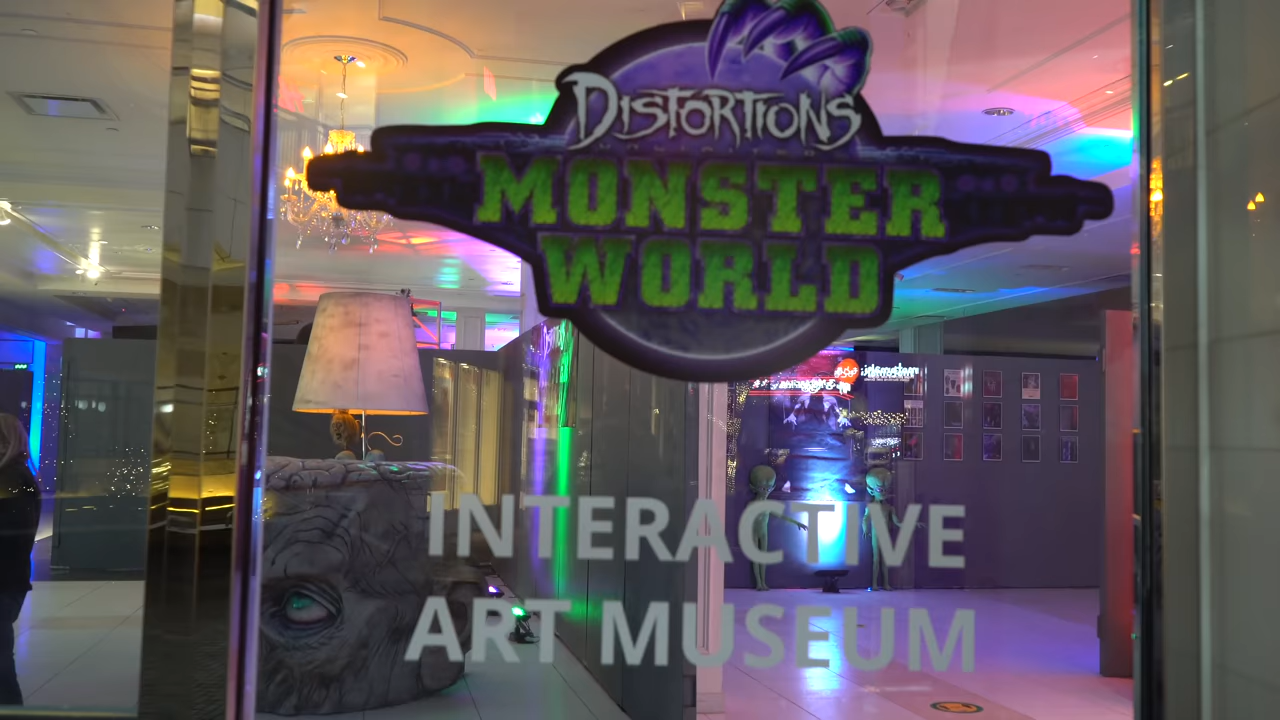 DISTORTIONS
MONSTER
WORLD
INTERACTIVE
ART MUSEUM